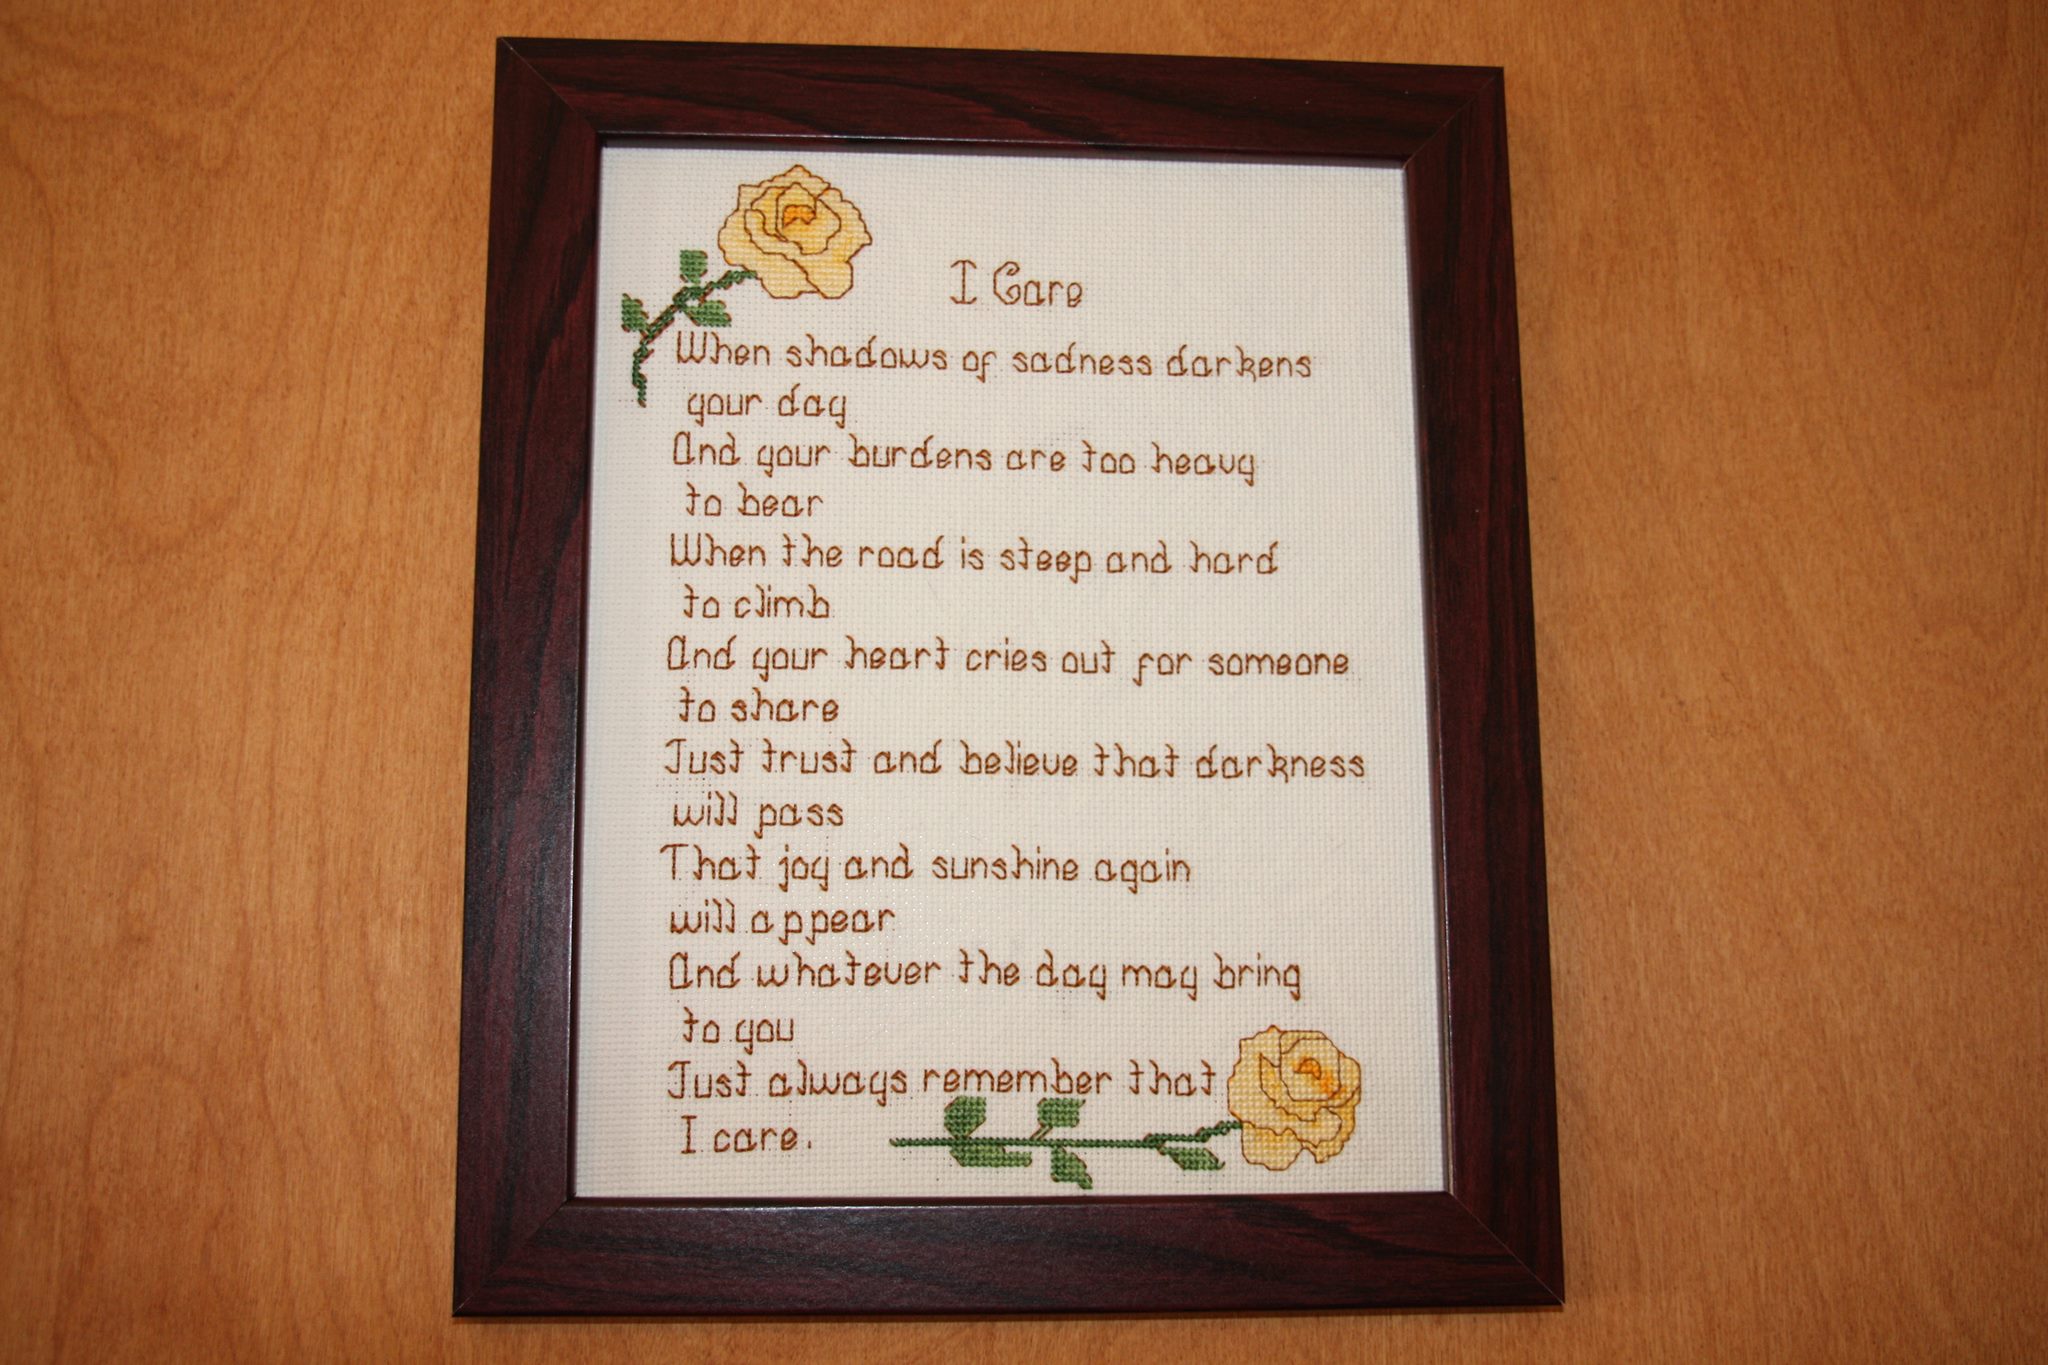 I Care
When shadows of sadness darkens
your day
And your burdens are too heavy
to bear
When the road is steep and hard
to climb
And your heart cries out for someone
to share
Just trust and believe that darkness
will pass
That joy and sunshine again
will appear
And whatever the day may bring
to you
Just always remember that
I care.